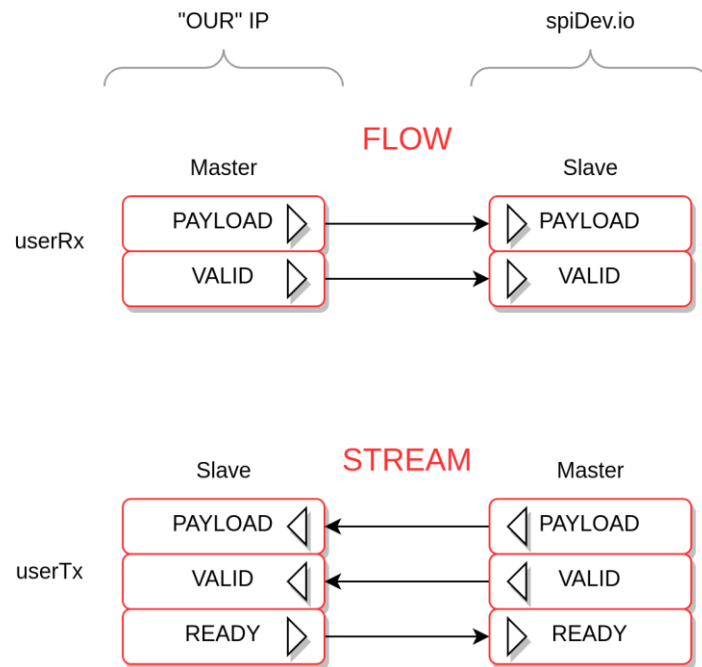 "OUR" IP
spiDev.io
FLOW
Master
Slave
userRx
PAYLOAD
PAYLOAD
VALID
VALID
STREAM
Slave
Master
userTx
PAYLOAD
PAYLOAD
VALID
VALID
READY
READY